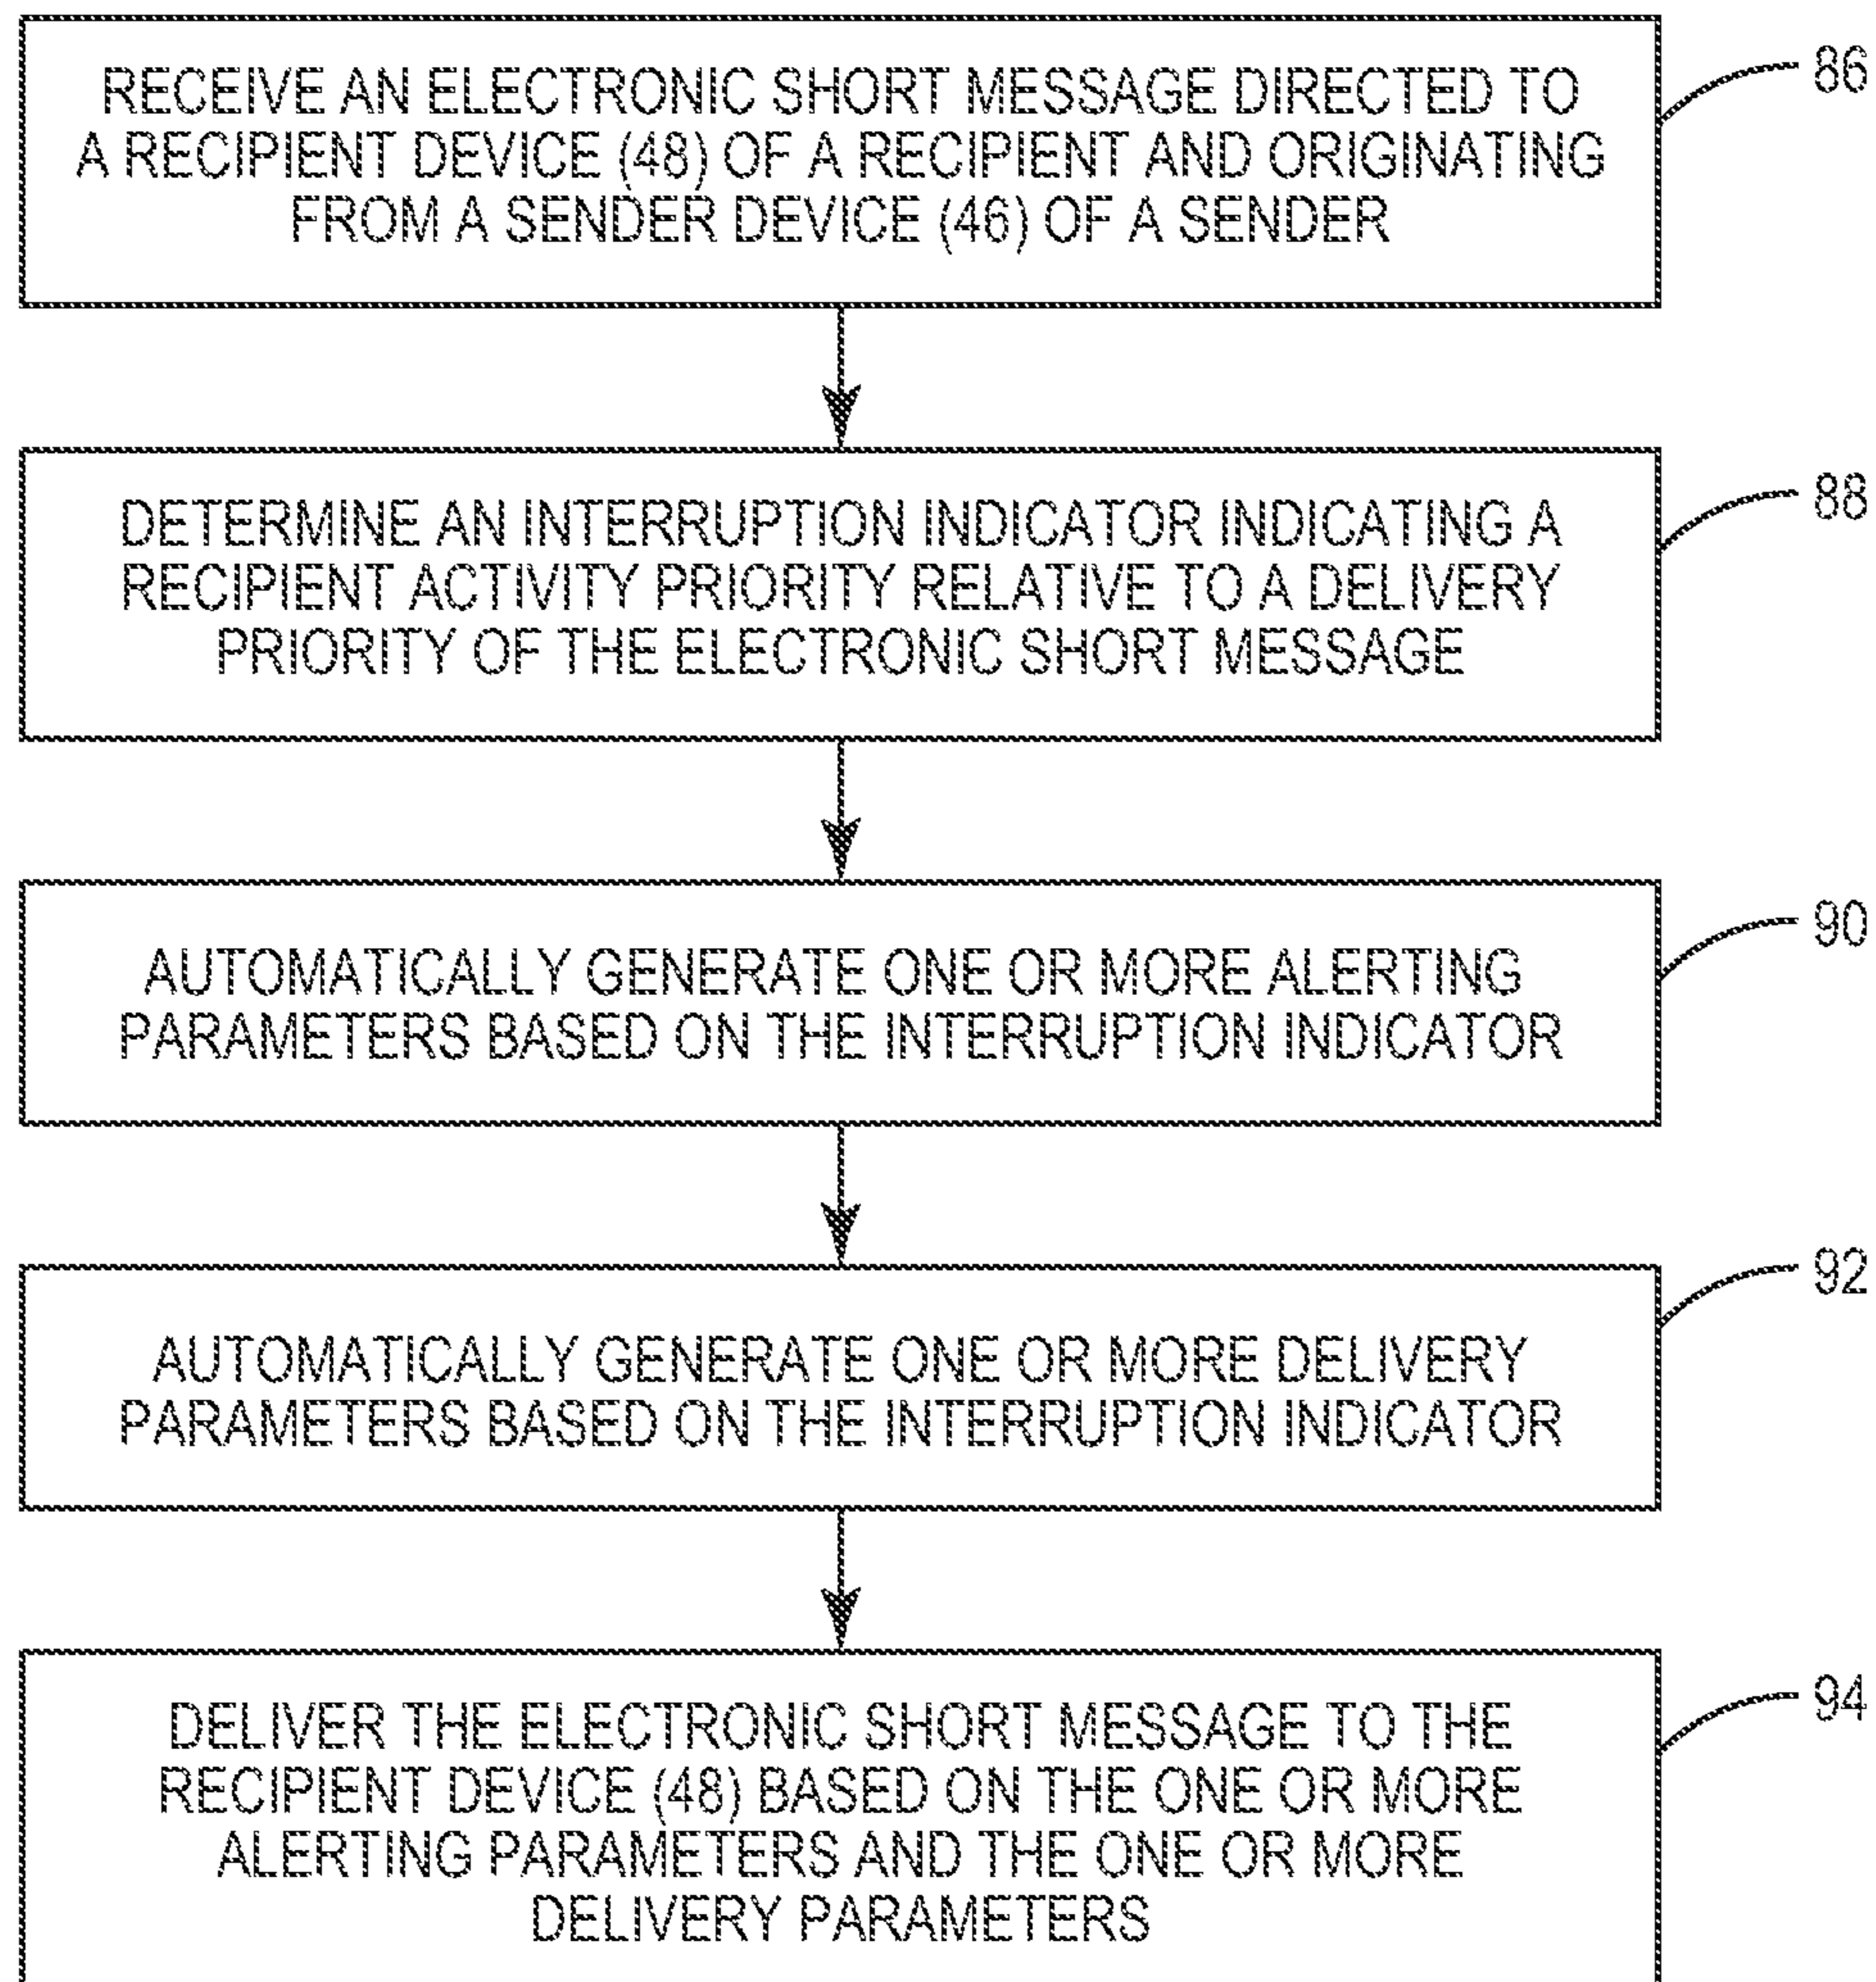 RECEIVE AN ELECTRONIC SHORT MESSAGE DIRECTED TO
A RECIPIENT DEVICE (48) OF A RECIPIENT AND ORIGINATING
FROM A SENDER DEVICE (46) OF A SENDER
86
DETERMINE AN INTERRUPTION INDICATOR INDICATING A
RECIPIENT ACTIVITY PRIORITY RELATIVE TO A DELIVERY
PRIORITY OF THE ELECTRONIC SHORT MESSAGE
88
AUTOMATICALLY GENERATE ONE OR MORE ALERTING
PARAMETERS BASED ON THE INTERRUPTION INDICATOR
90
AUTOMATICALLY GENERATE ONE OR MORE DELIVERY
PARAMETERS BASED ON THE INTERRUPTION INDICATOR
92
DELIVER THE ELECTRONIC SHORT MESSAGE TO THE
RECIPIENT DEVICE (48) BASED ON THE ONE OR MORE
ALERTING PARAMETERS AND THE ONE OR MORE
DELIVERY PARAMETERS
94